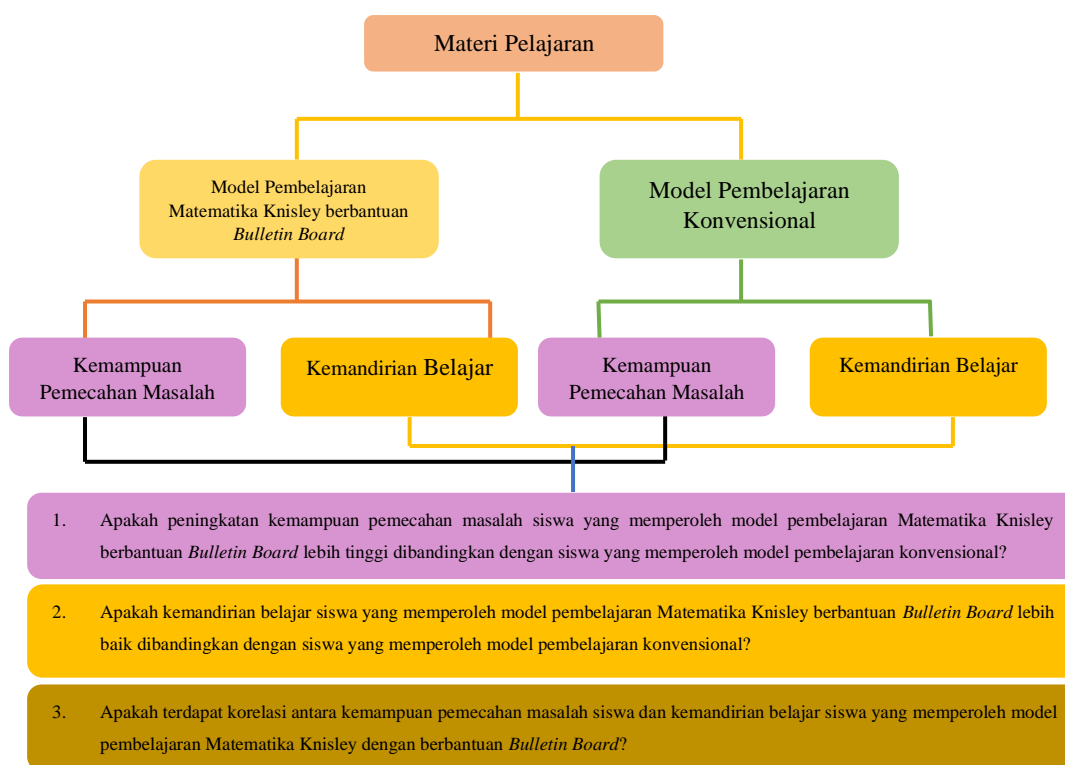 Materi Pelajaran
Model Pembelajaran
Matematika Knisley berbantuan
Bulletin Board
Model Pembelajaran
Konvensional
Kemampuan
Pemecahan Masalah
Kemandirian Belajar
Kemampuan
Pemecahan Masalah
Kemandirian Belajar
1. Apakah peningkatan kemampuan pemecahan masalah siswa yang memperoleh model pembelajaran Matematika Knisley
berbantuan Bulletin Board lebih tinggi dibandingkan dengan siswa yang memperoleh model pembelajaran konvensional?
2. Apakah kemandirian belajar siswa yang memperoleh model pembelajaran Matematika Knisley berbantuan Bulletin Board lebih
baik dibandingkan dengan siswa yang memperoleh model pembelajaran konvensional?
3. Apakah terdapat korelasi antara kemampuan pemecahan masalah siswa dan kemandirian belajar siswa yang memperoleh model
pembelajaran Matematika Knisley dengan berbantuan Bulletin Board?